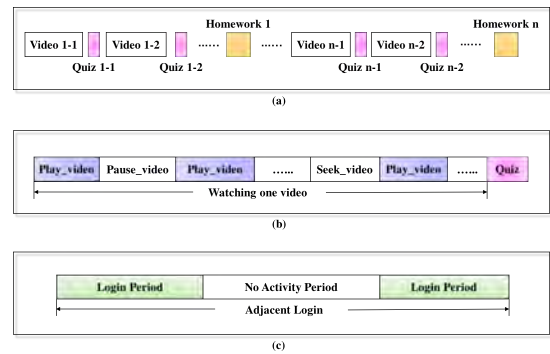 Homework 1 Homework n
Video 1-1 Video 1-2 ...... ...... Video n-1 Video n-2 ......
Quiz 1-1 Quiz 1-2 Quiz n-1 Quiz n-2
(a)
Play_video Pause_video Play_video ...... Seek_video Play_video ...... Quiz
Watching one video
(b)
Login Period No Activity Period Login Period
Adjacent Login
(c)